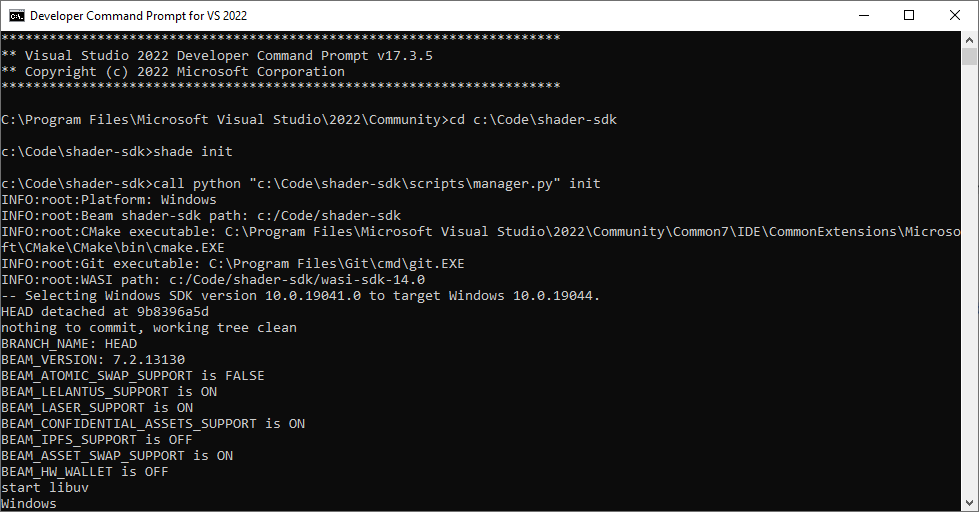 Developer Command Prompt for VS 2022
**********************************************************************
** Visual Studio 2022 Developer Command Prompt v17.3.5
** Copyright (c) 2022 Microsoft Corporation
**********************************************************************
C:\Program Files\Microsoft Visual Studio\2022\Community>cd c:\Code\shader-sdk
c:\Code\shader-sdk>shade init
c:\Code\shader-sdk>call python "c:\Code\shader-sdk\scripts\manager.py" init
INFO:root:Platform: Windows
INFO:root:Beam shader-sdk path: c:/Code/shader-sdk
INFO:root:CMake executable: C:\Program Files\Microsoft Visual Studio\2022\Community\Common7\IDE\CommonExtensions\Microso
ft\CMake\CMake\bin\cmake.EXE
INFO:root:Git executable: C:\Program Files\Git\cmd\git.EXE
INFO:root:WASI path: c:/Code/shader-sdk/wasi-sdk-14.0
-- Selecting Windows SDK version 10.0.19041.0 to target Windows 10.0.19044.
HEAD detached at 9b8396a5d
nothing to commit, working tree clean
BRANCH_NAME: HEAD
BEAM_VERSION: 7.2.13130
BEAM_ATOMIC_SWAP_SUPPORT is FALSE
BEAM_LELANTUS_SUPPORT is ON
BEAM_LASER_SUPPORT is ON
BEAM_CONFIDENTIAL_ASSETS_SUPPORT is ON
BEAM_IPFS_SUPPORT is OFF
BEAM_ASSET_SWAP_SUPPORT is ON
BEAM_HW_WALLET is OFF
start libuv
Windows